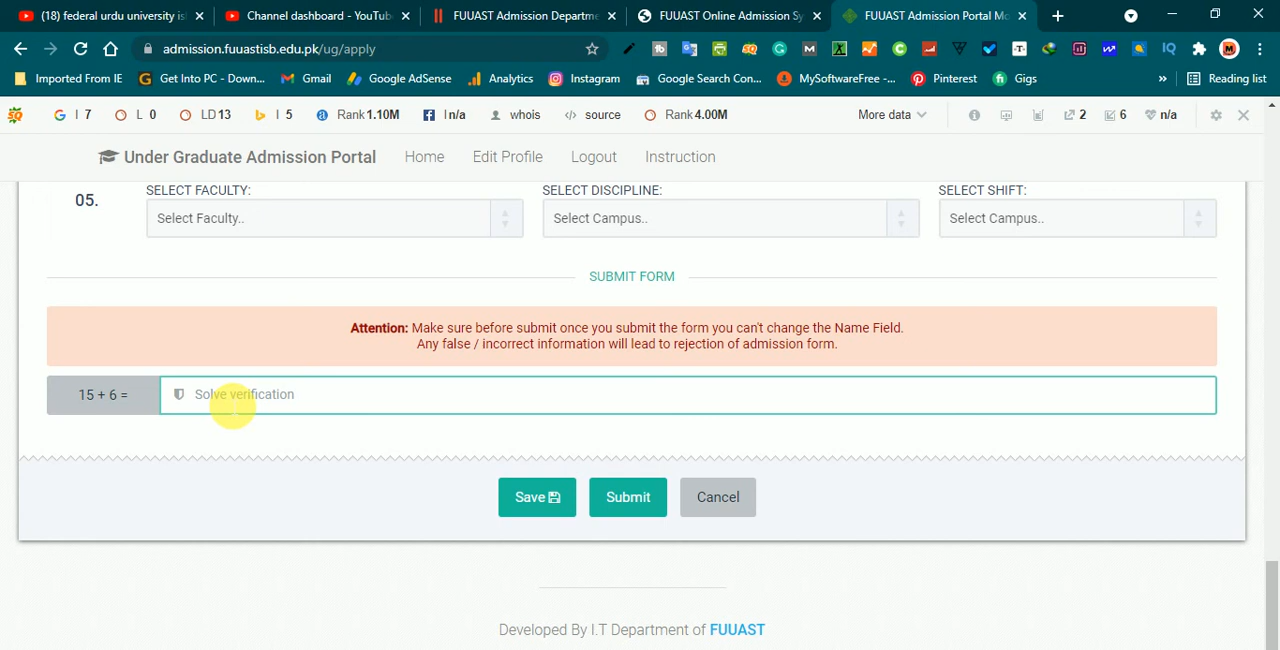 (18) federal urdu university isl
Channel dashboard - YouTube
FUUAST Admission Departme
FUUAST Online Admission Sy
FUUAST Admission Portal Mo
admission.fuuastisb.edu.pk/ug/apply
Imported From IE
Get Into PC - Down...
Gmail
Google AdSense
Analytics
Instagram
Google Search Con...
MySoftwareFree -...
Pinterest
Gigs
»
Reading list
I 7
L 0
LD 13
I 5
Rank 1.10M
I n/a
whois
source
Rank 4.00M
More data
2
6
n/a
Under Graduate Admission Portal
Home
Edit Profile
Logout
Instruction
05.
SELECT FACULTY:
SELECT DISCIPLINE:
SELECT SHIFT:
Select Faculty..
Select Campus..
Select Campus..
SUBMIT FORM
Attention: Make sure before submit once you submit the form you can't change the Name Field.
Any false / incorrect information will lead to rejection of admission form.
15 + 6 =
Solve verification
Save
Submit
Cancel
Developed By I.T Department of FUUAST